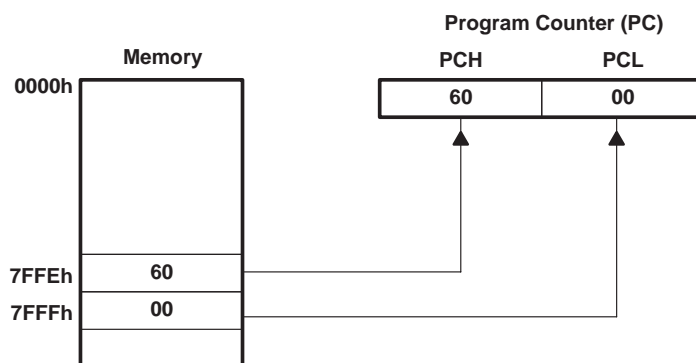 Program Counter (PC)
Memory
PCH
PCL
0000h
60
00
7FFEh
60
7FFFh
00